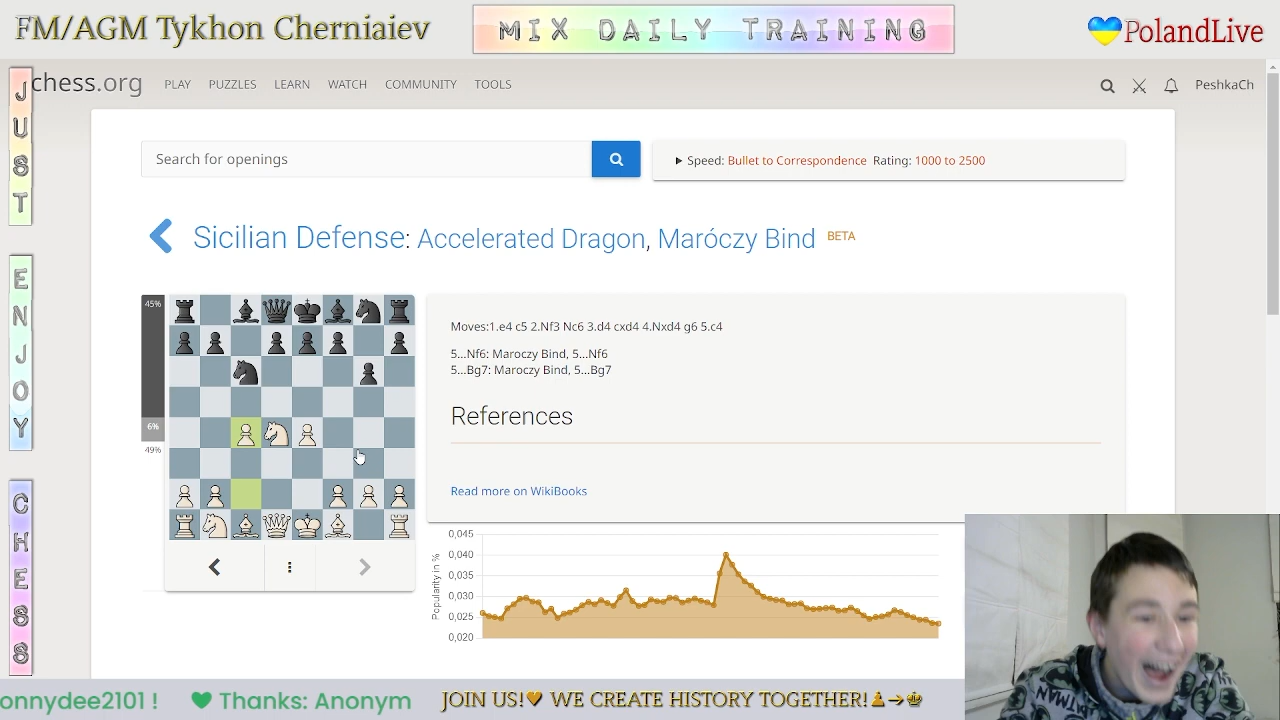 FM/AGM Tykhon Cherniaiev
MIX DAILY TRAINING
PolandLive
JUST
ENJOY
CHESS
chess.org
PLAY PUZZLES LEARN WATCH COMMUNITY TOOLS
PeshkaCh
Search for openings
Speed: Bullet to Correspondence Rating: 1000 to 2500
Sicilian Defense: Accelerated Dragon, Maróczy Bind BETA
45%
6%
49%
Moves:1.e4 c5 2.Nf3 Nc6 3.d4 cxd4 4.Nxd4 g6 5.c4
5...Nf6: Maroczy Bind, 5...Nf6
5...Bg7: Maroczy Bind, 5...Bg7
References
Read more on WikiBooks
Popularity in %
0,045
0,040
0,035
0,030
0,025
0,020
onnydee2101 ! Thanks: Anonym
JOIN US! WE CREATE HISTORY TOGETHER!